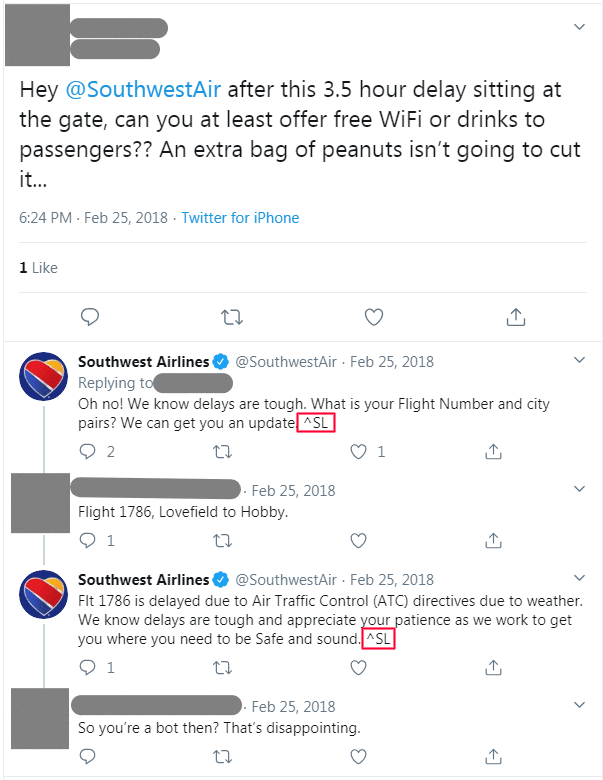 Hey @SouthwestAir after this 3.5 hour delay sitting at
the gate, can you at least offer free WiFi or drinks to
passengers?? An extra bag of peanuts isn't going to cut
it...
6:24 PM · Feb 25, 2018 · Twitter for iPhone
1 Like
Southwest Airlines @SouthwestAir · Feb 25, 2018
Replying to
Oh no! We know delays are tough. What is your Flight Number and city
pairs? We can get you an update. ^SL
2 1
· Feb 25, 2018
Flight 1786, Lovefield to Hobby.
1
Southwest Airlines @SouthwestAir · Feb 25, 2018
Flt 1786 is delayed due to Air Traffic Control (ATC) directives due to weather.
We know delays are tough and appreciate your patience as we work to get
you where you need to be Safe and sound. ^SL
1
· Feb 25, 2018
So you're a bot then? That's disappointing.